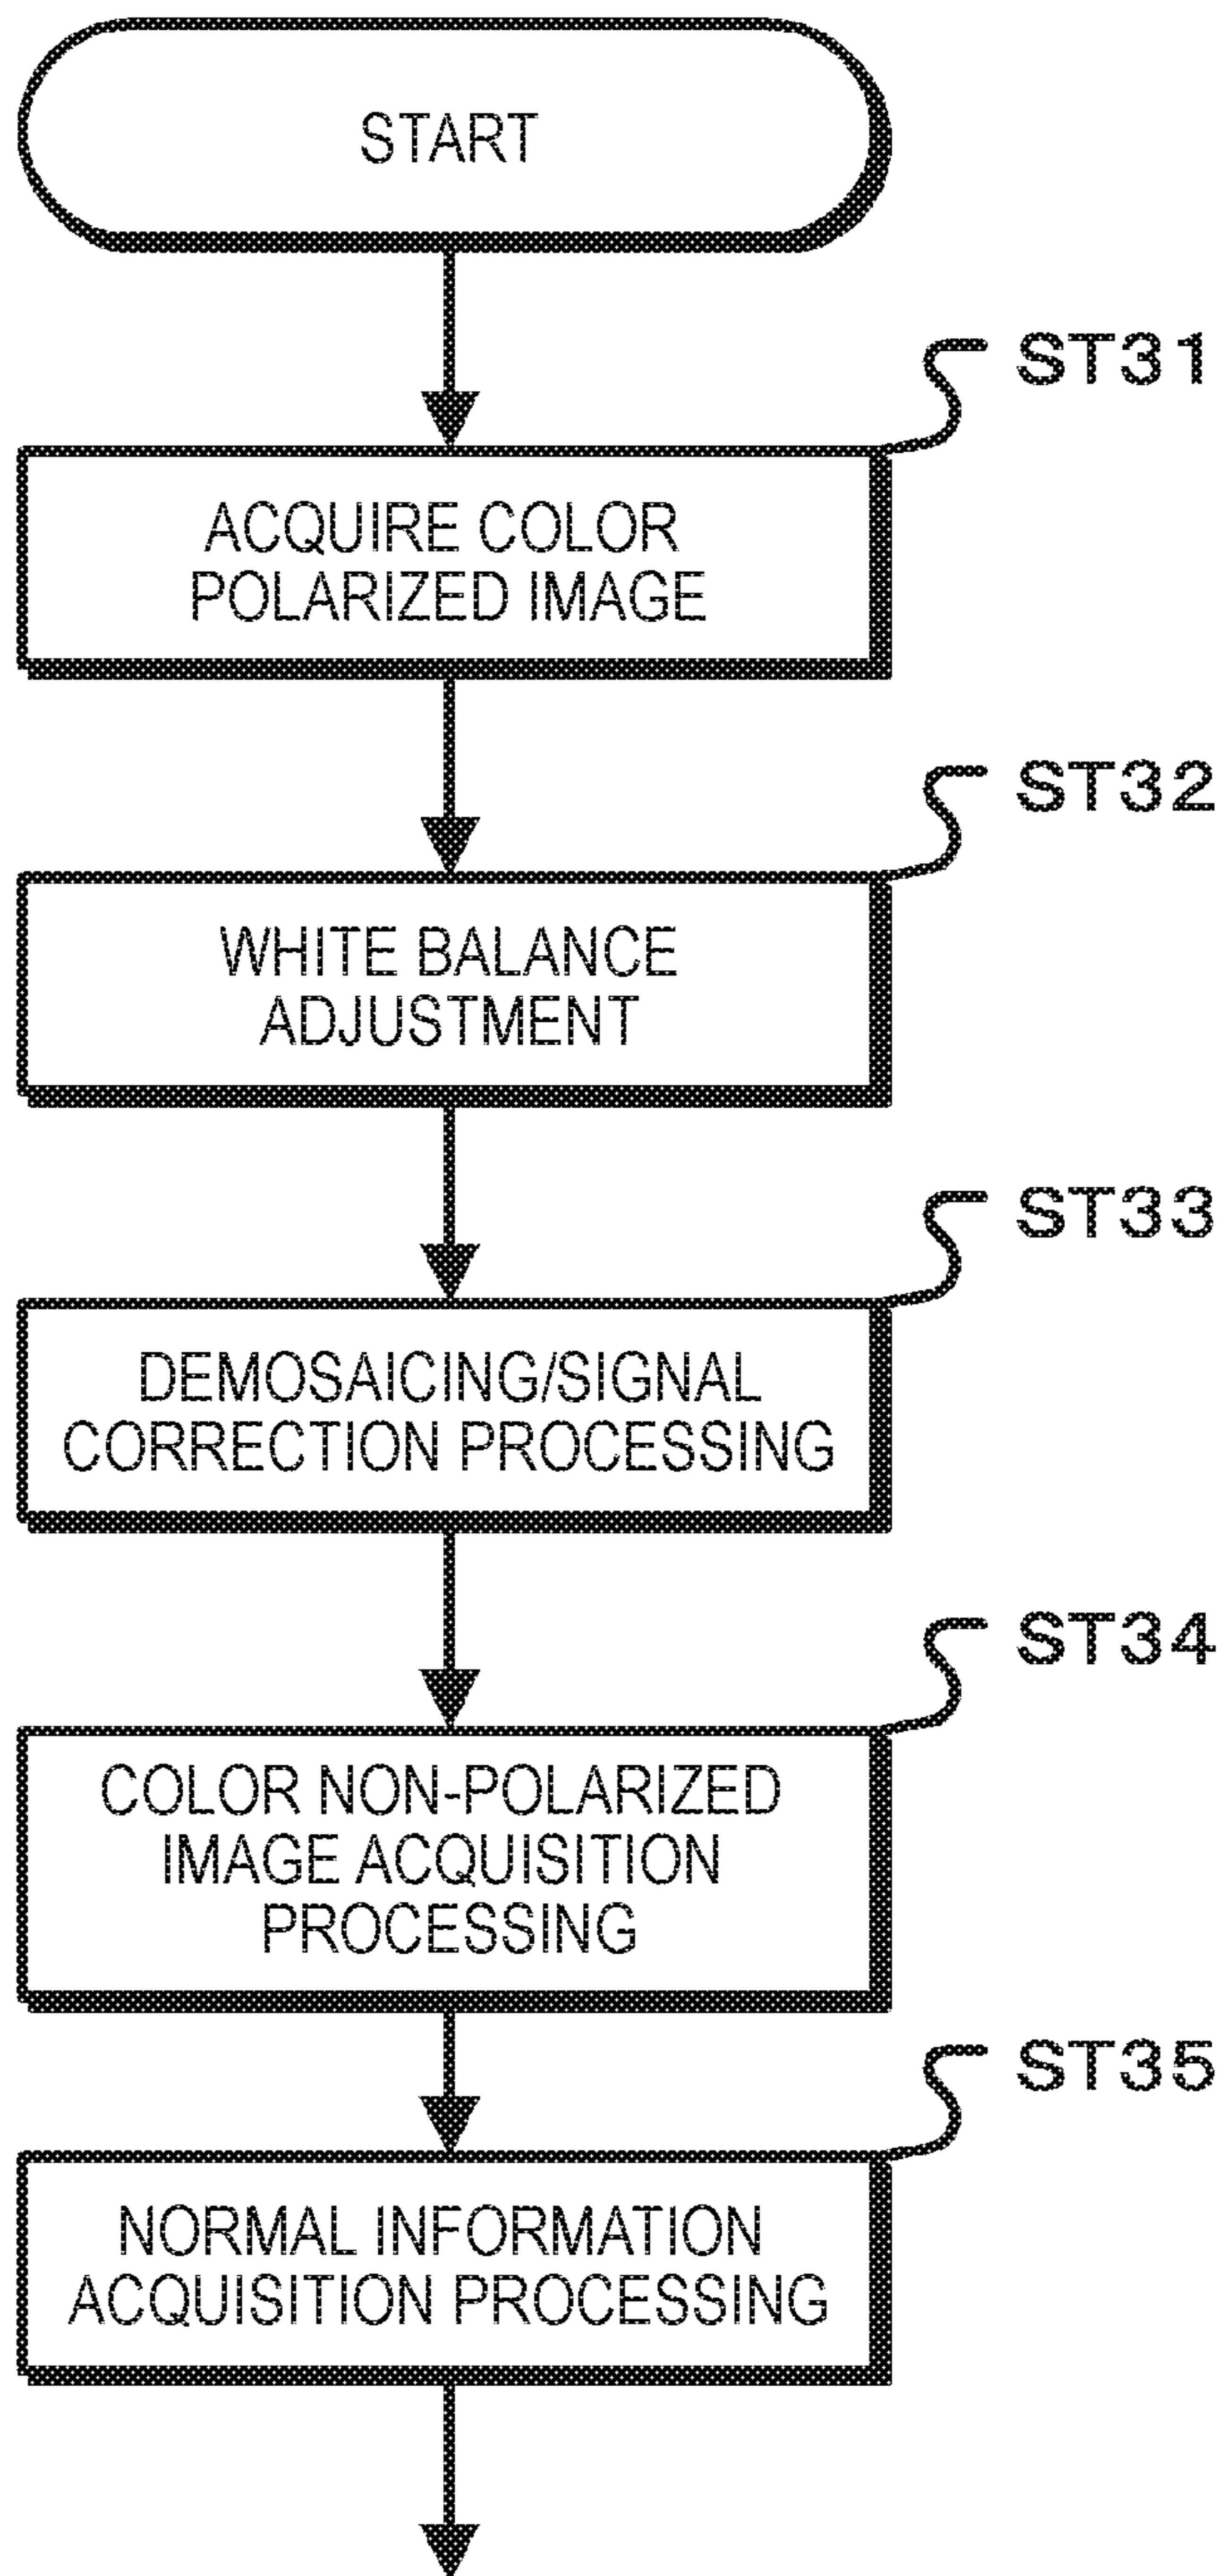 START
ST31
ACQUIRE COLOR
POLARIZED IMAGE
ST32
WHITE BALANCE
ADJUSTMENT
ST33
DEMOSAICING/SIGNAL
CORRECTION PROCESSING
ST34
COLOR NON-POLARIZED
IMAGE ACQUISITION
PROCESSING
ST35
NORMAL INFORMATION
ACQUISITION PROCESSING